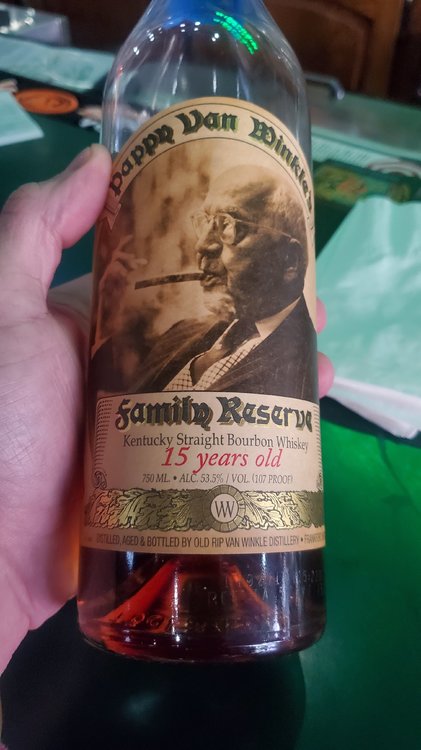 Pappy Van Winkle's
Family Reserve
Kentucky Straight Bourbon Whiskey
15 years old
750 ML. • ALC. 53.5% / VOL. (107 PROOF)
VW
DISTILLED, AGED & BOTTLED BY OLD RIP VAN WINKLE DISTILLERY •